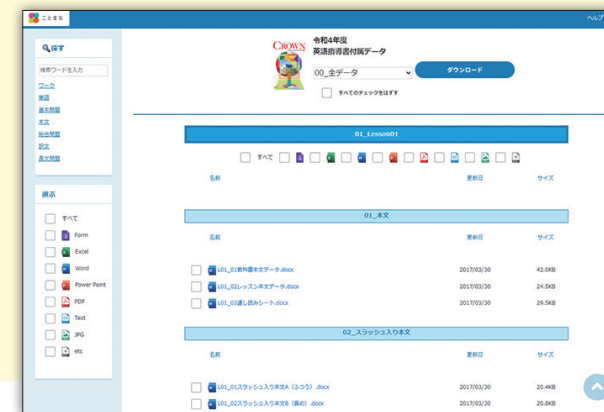 ことまな
ヘルプ
探す
検索ワードを入力
ワーク
単語
基本問題
本文
総合問題
訳文
長文問題
選ぶ
すべて
Form
Excel
Word
Power Point
PDF
Text
JPG
etc
CROWN
令和4年度
英語指導書付属データ
00_全データ
ダウンロード
すべてのチェックをはずす
01_Lesson01
すべて
名前 更新日 サイズ
01_本文
名前 更新日 サイズ
L01_01教科書本文データ.docx 2017/03/30 42.0KB
L01_02レッスン本文データ.docx 2017/03/30 24.5KB
L01_03通し読みシート.docx 2017/03/30 29.5KB
02_スラッシュ入り本文
名前 更新日 サイズ
L01_01スラッシュ入り本文A（ふつう）.docx 2017/03/30 20.4KB
L01_02スラッシュ入り本文B（長め）.docx 2017/03/30 20.8KB